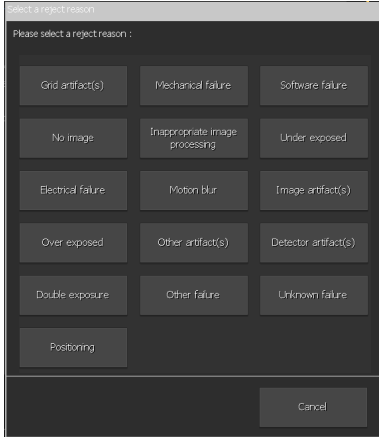 Select a reject reason
Please select a reject reason :
Grid artifact(s)
Mechanical failure
Software failure
No image
Inappropriate image
processing
Under exposed
Electrical failure
Motion blur
Image artifact(s)
Over exposed
Other artifact(s)
Detector artifact(s)
Double exposure
Other failure
Unknown failure
Positioning
Cancel